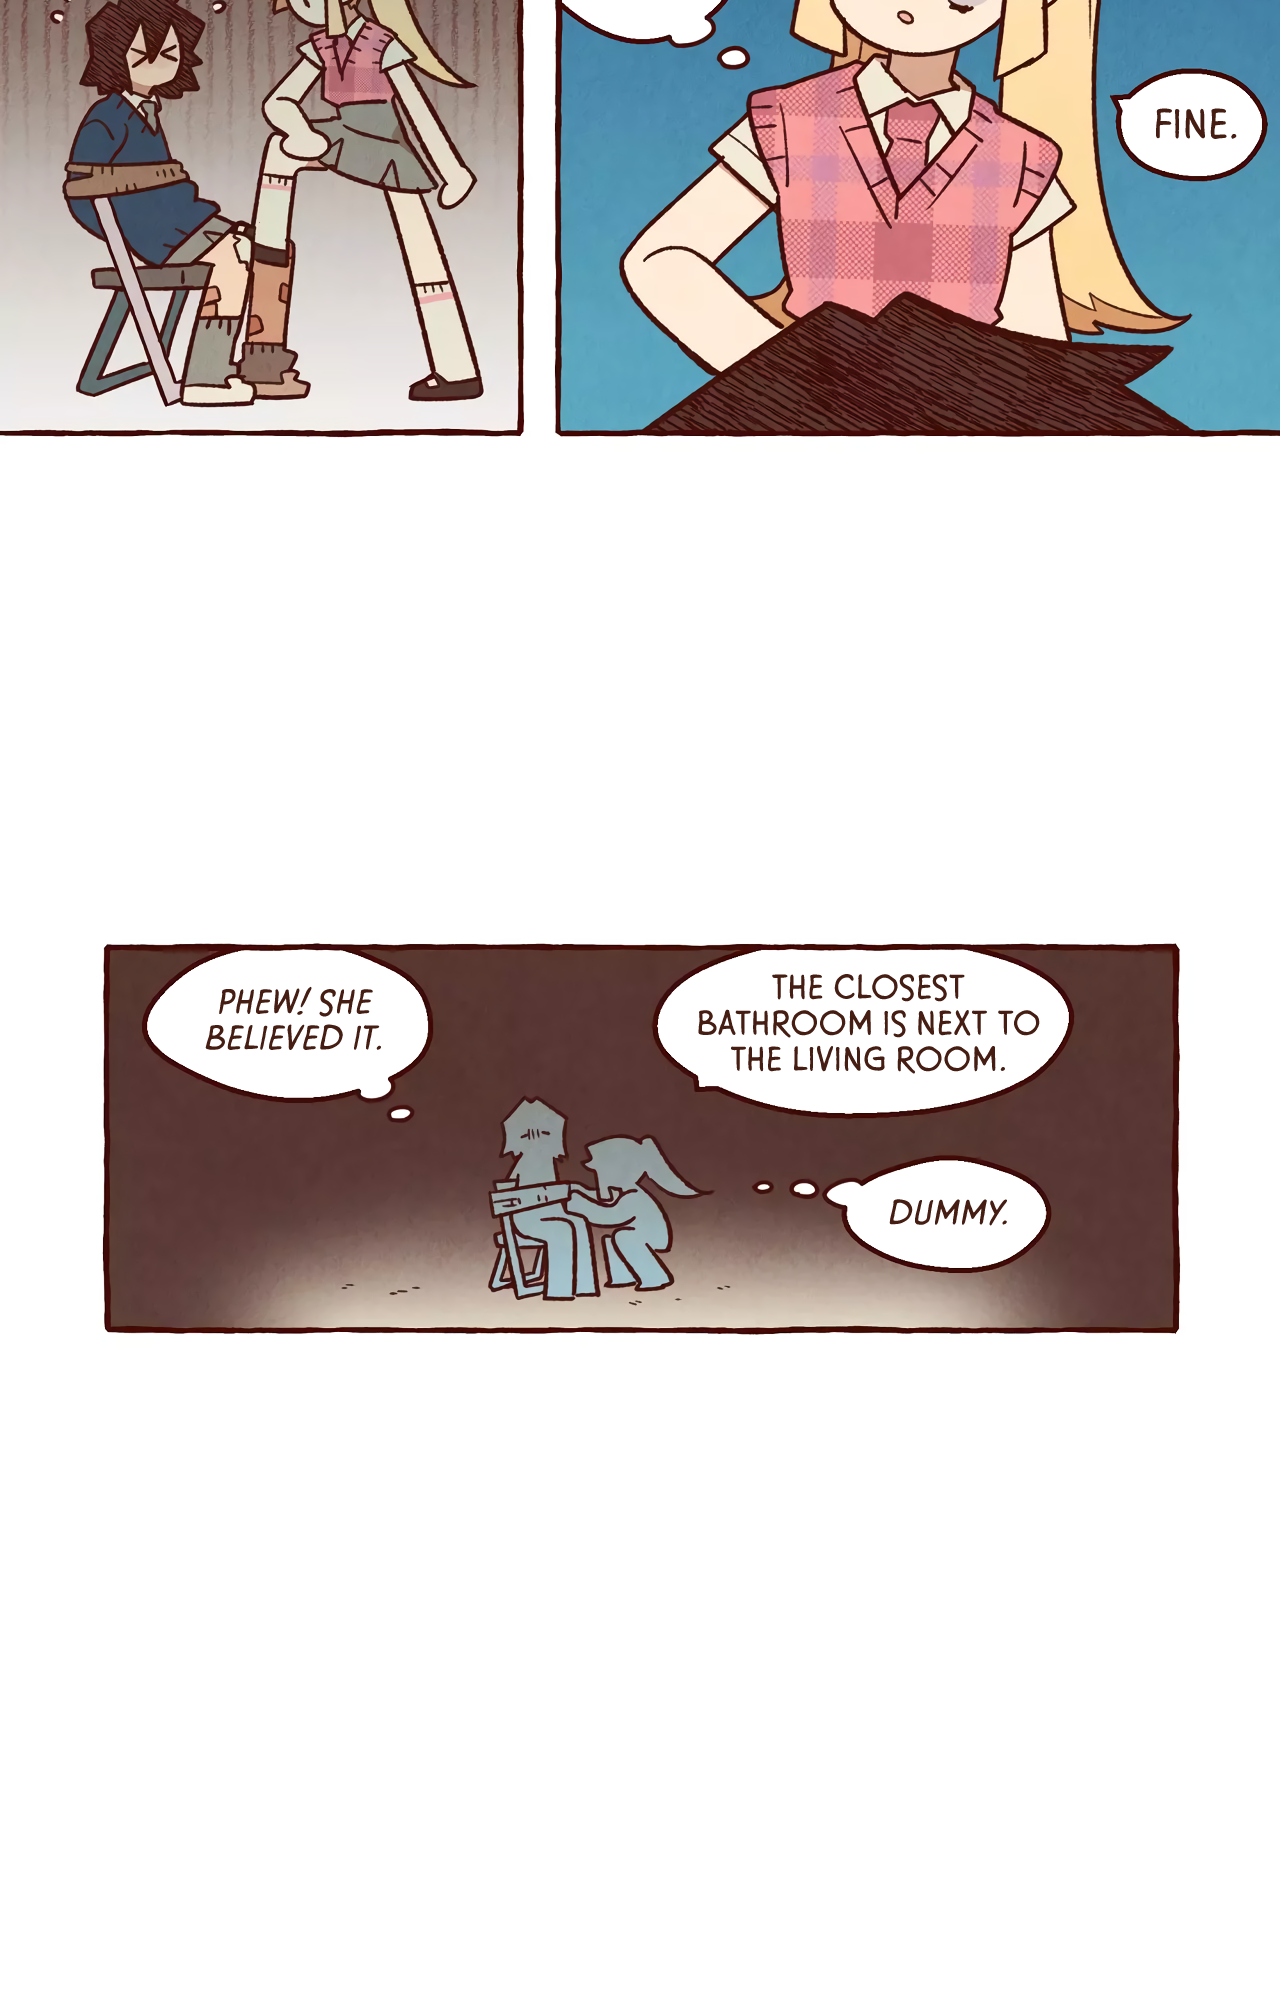 FINE.
PHEW! SHE
BELIEVED IT.
THE CLOSEST
BATHROOM IS NEXT TO
THE LIVING ROOM.
DUMMY.